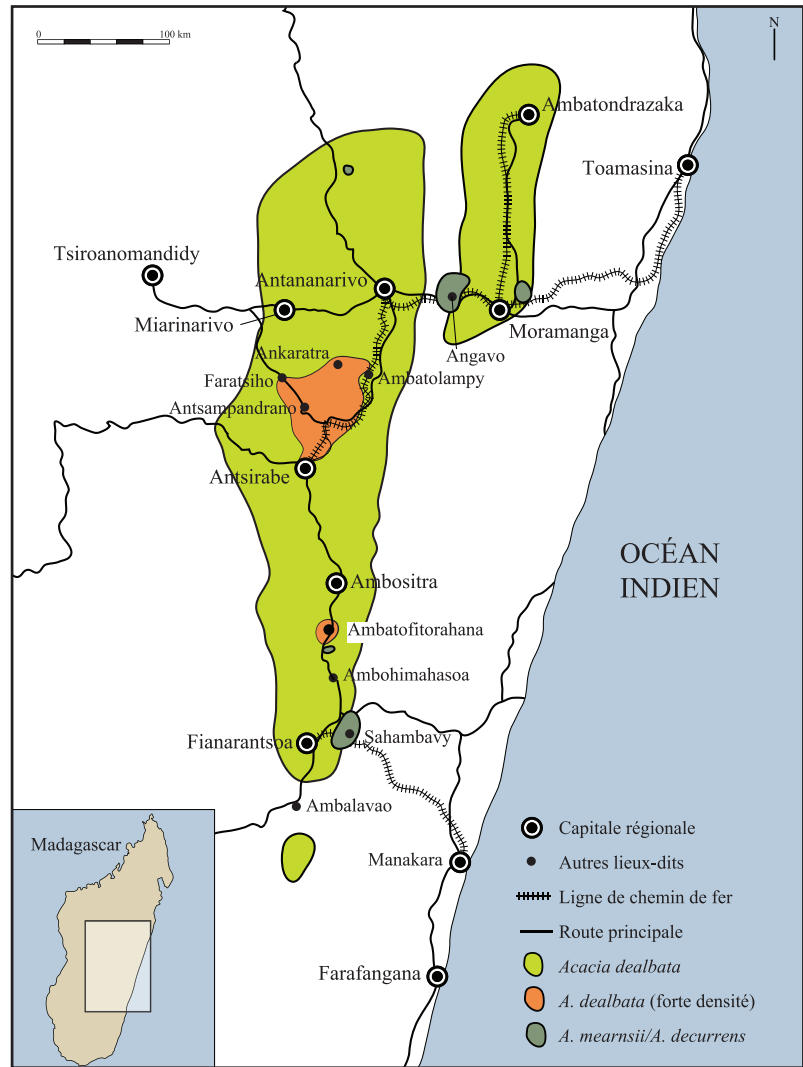 0 100 km
N
Ambatondrazaka
Toamasina
Tsiroanomandidy
Antananarivo
Miarinarivo
Moramanga
Angavo
Ankaratra
Faratsiho
Ambatolampy
Antsampandrano
Antsirabe
OCÉAN
INDIEN
Ambositra
Ambatofitorahana
Ambohimahasoa
Fianarantsoa
Sahambavy
Ambalavao
Manakara
Farafangana
Madagascar
Capitale régionale
Autres lieux-dits
Ligne de chemin de fer
Route principale
Acacia dealbata
A. dealbata (forte densité)
A. mearnsii/A. decurrens